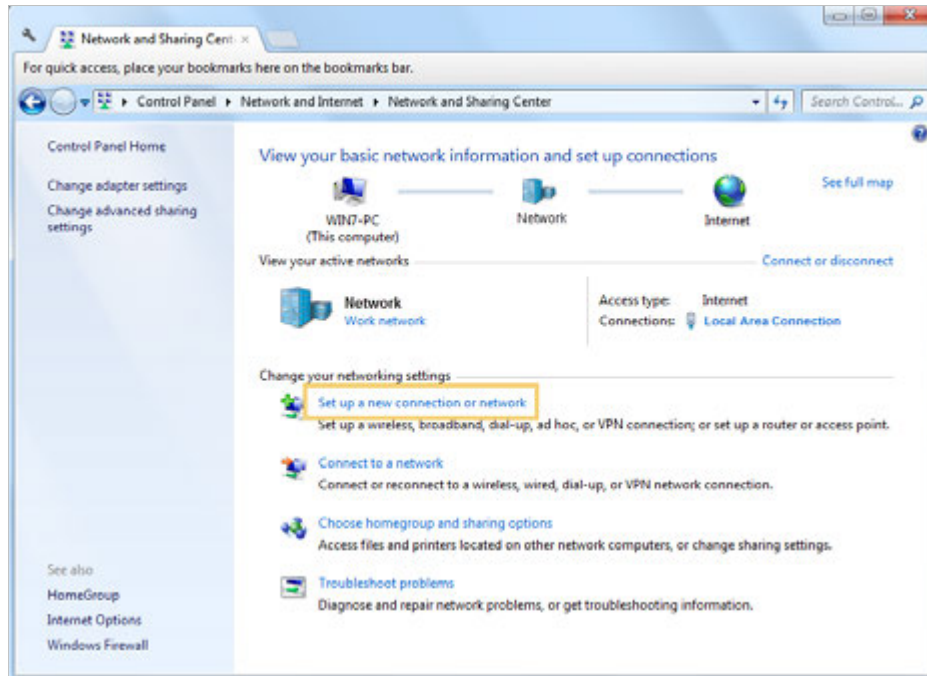 Network and Sharing Cent
For quick access, place your bookmarks here on the bookmarks bar.
Control Panel Network and Internet Network and Sharing Center
Search Control...
Control Panel Home
Change adapter settings
Change advanced sharing
settings
View your basic network information and set up connections
See full map
WIN7-PC
(This computer)
Network
Internet
View your active networks
Connect or disconnect
Network
Work network
Access type: Internet
Connections: Local Area Connection
Change your networking settings
Set up a new connection or network
Set up a wireless, broadband, dial-up, ad hoc, or VPN connection; or set up a router or access point.
Connect to a network
Connect or reconnect to a wireless, wired, dial-up, or VPN network connection.
Choose homegroup and sharing options
Access files and printers located on other network computers, or change sharing settings.
Troubleshoot problems
Diagnose and repair network problems, or get troubleshooting information.
See also
HomeGroup
Internet Options
Windows Firewall